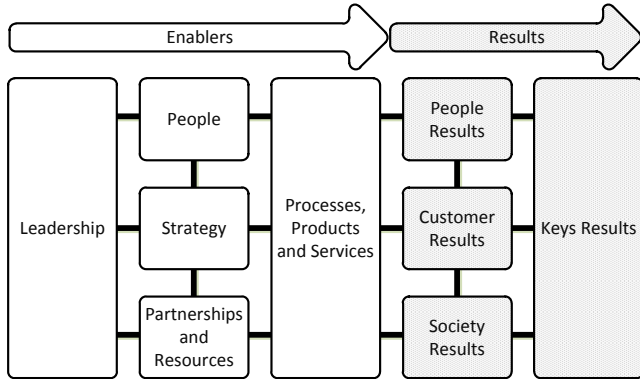 Enablers
Results
Leadership
People
Strategy
Partnerships
and
Resources
Processes,
Products
and Services
People
Results
Customer
Results
Society
Results
Keys Results